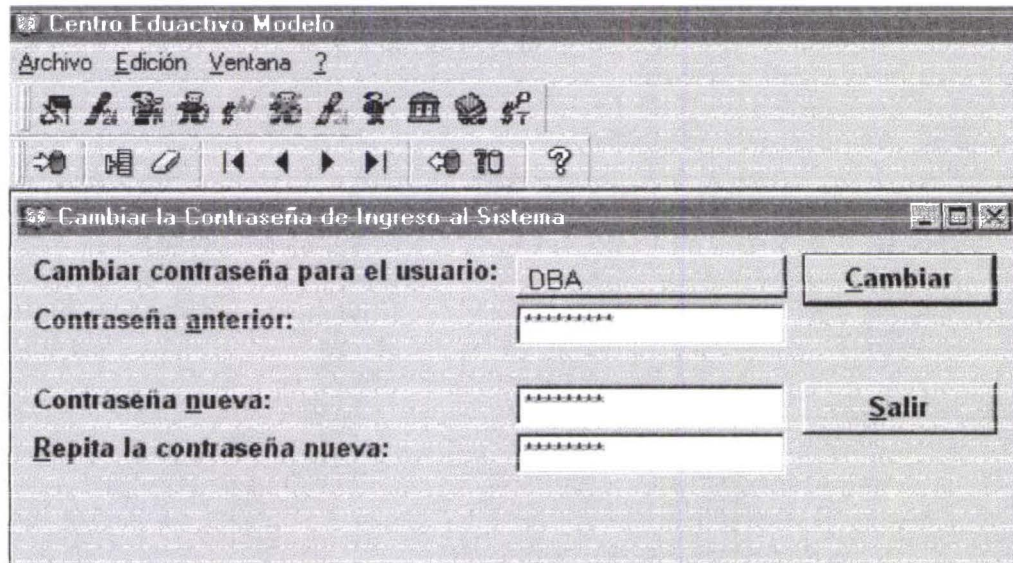 Centro Eduactivo Modelo
Archivo Edición Ventana ?
Cambiar la Contraseña de Ingreso al Sistema
Cambiar contraseña para el usuario: DBA Cambiar
Contraseña anterior: *********
Contraseña nueva: ******** Salir
Repita la contraseña nueva: ********